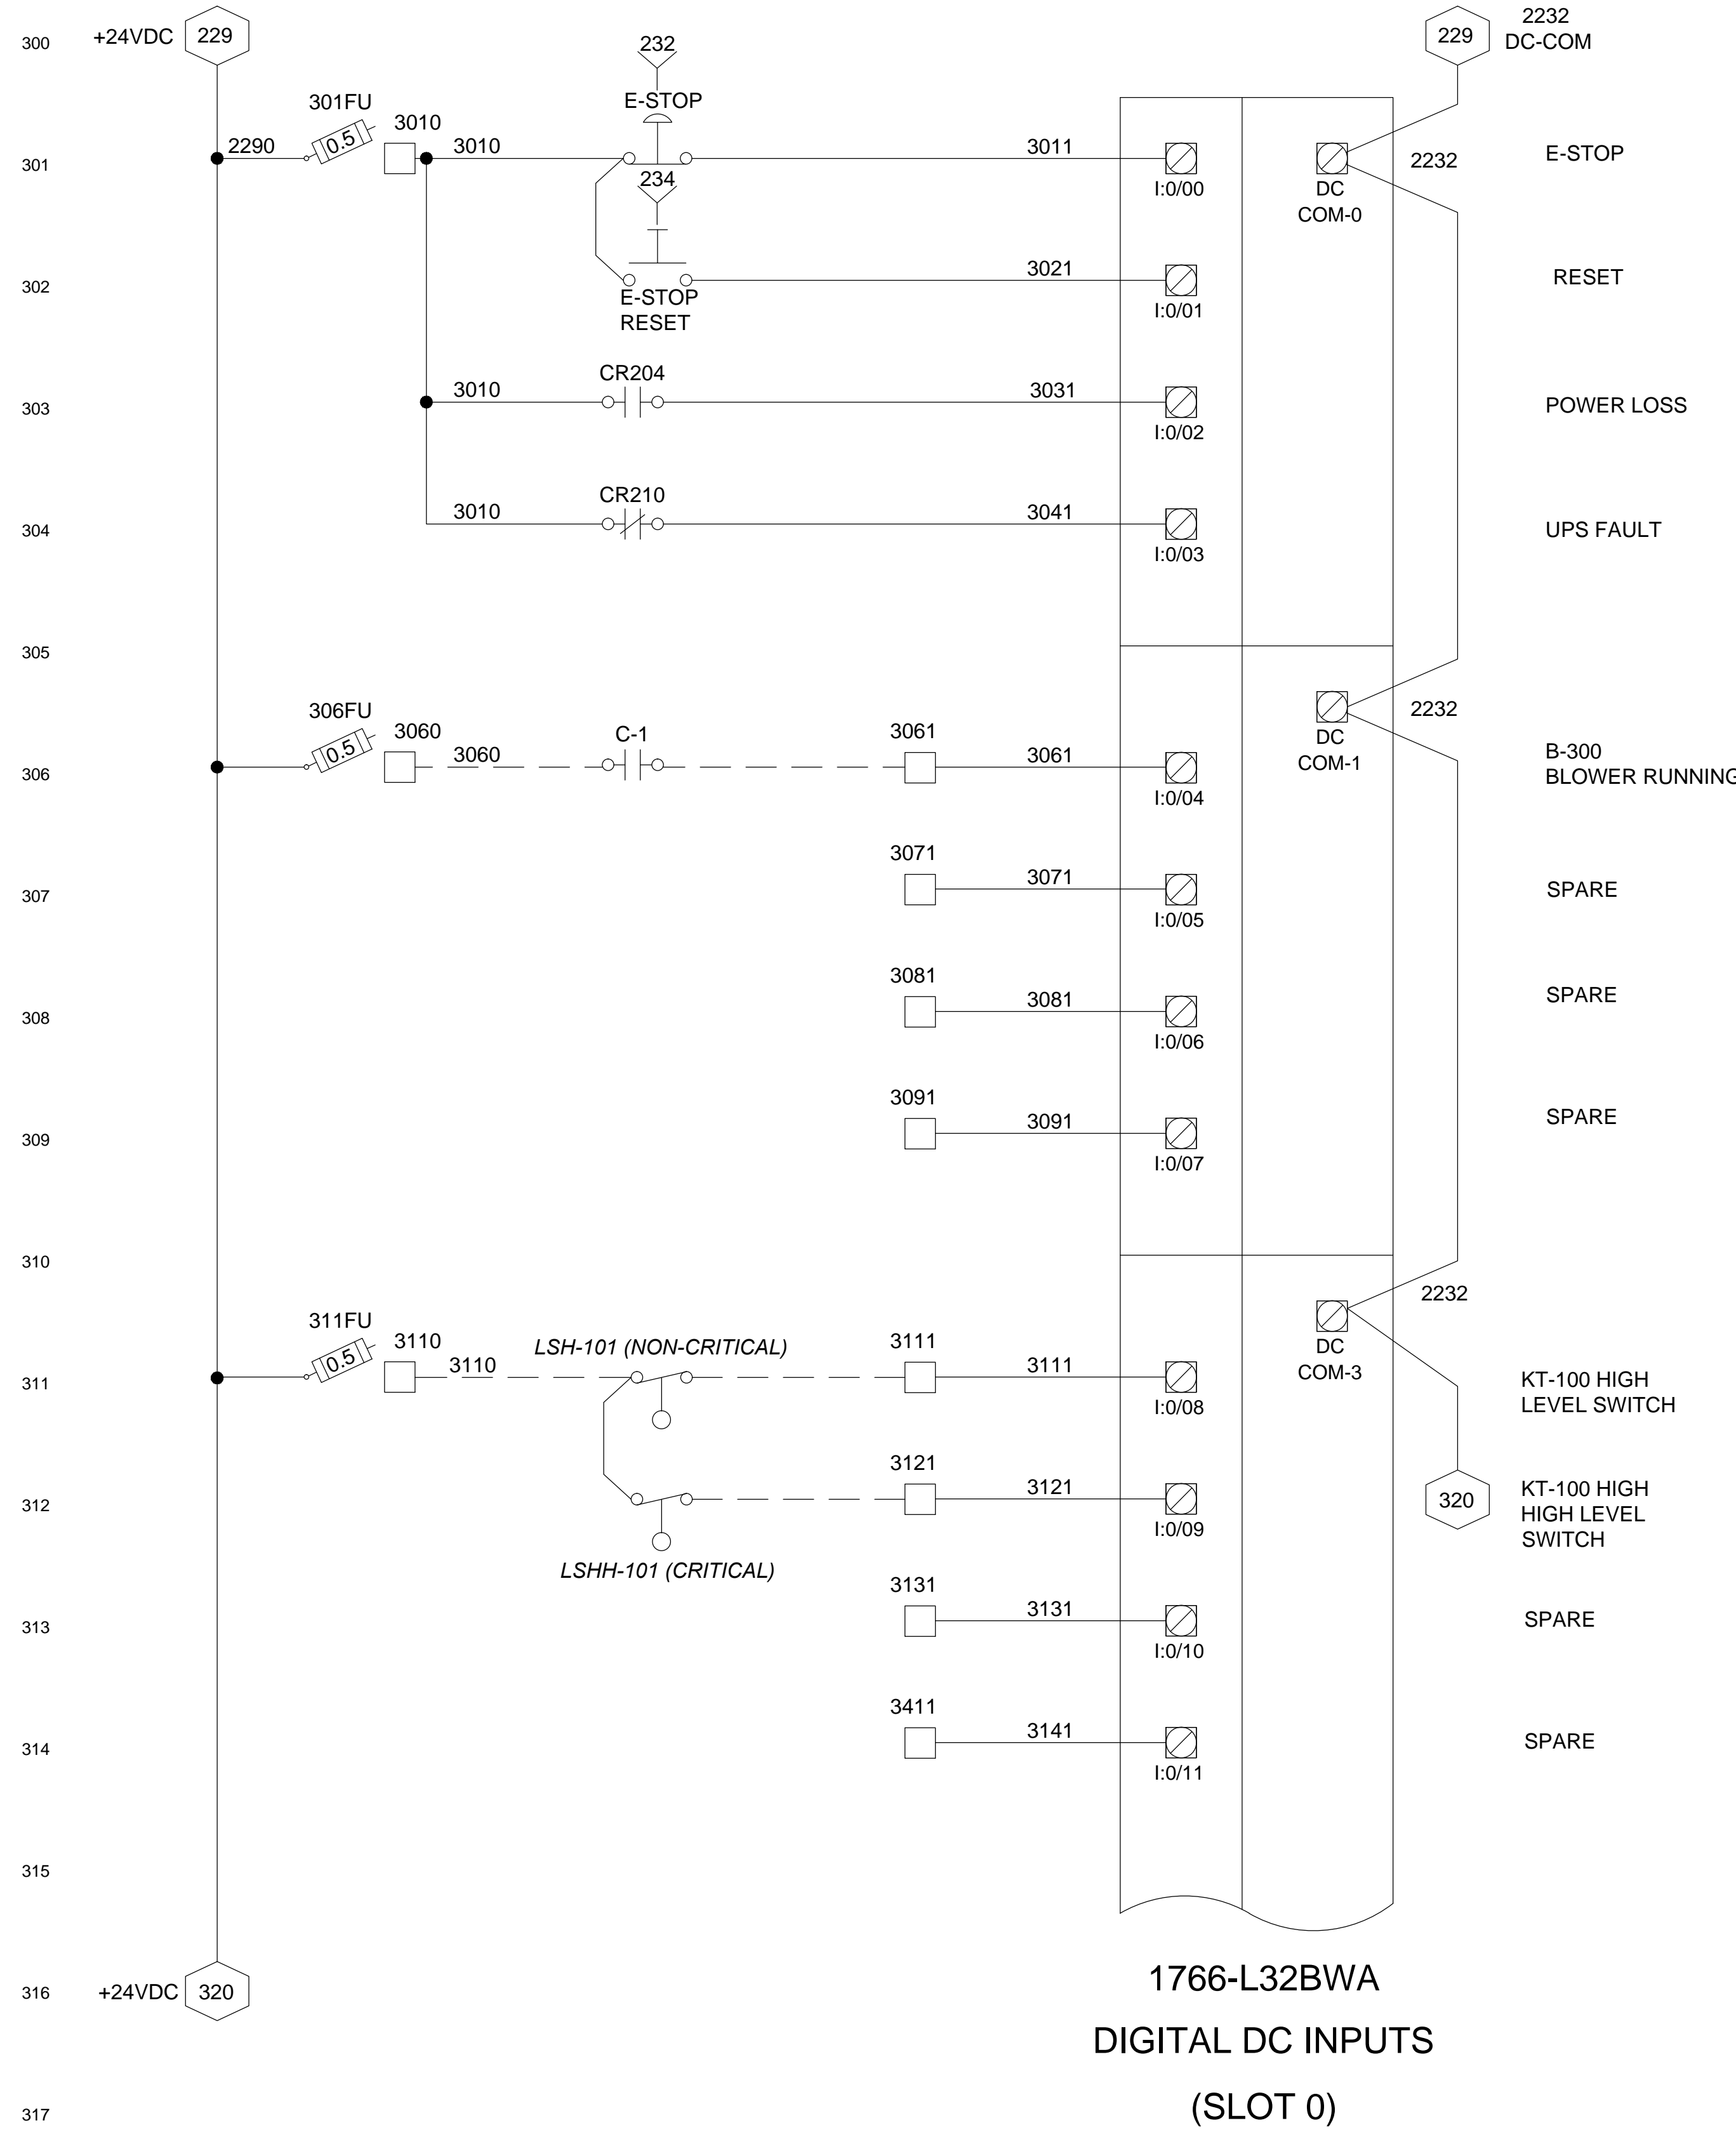 2232
300 +24VDC 229 229 DC-COM
232
E-STOP
301FU
0.5
3010
2290 3010 3011 2232 E-STOP
301
I:0/00 DC
COM-0
234
3021 RESET
302
E-STOP
RESET
I:0/01
CR204
3010 3031
303 POWER LOSS
I:0/02
CR210
3010 3041
304 UPS FAULT
I:0/03
305
306FU
0.5
3060
3060 C-1 3061 3061 2232
DC
COM-1
306 B-300
BLOWER RUNNING
I:0/04
3071
3071
307 SPARE
I:0/05
3081
3081 SPARE
308
I:0/06
3091
3091 SPARE
309
I:0/07
310
2232
311FU
0.5
3110
3110 LSH-101 (NON-CRITICAL) 3111 3111
DC
COM-3
311 KT-100 HIGH
LEVEL SWITCH
I:0/08
3121
3121
312 320 KT-100 HIGH
HIGH LEVEL
SWITCH
I:0/09
LSHH-101 (CRITICAL)
3131
3131
313 SPARE
I:0/10
3411
3141
314 SPARE
I:0/11
315
316 +24VDC 320
1766-L32BWA
DIGITAL DC INPUTS
(SLOT 0)
317